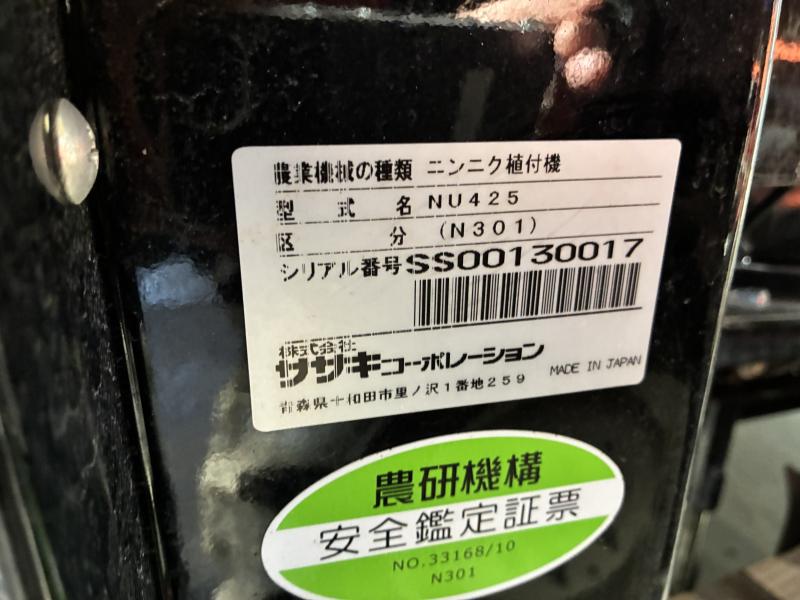 農業機械の種類 ニンニク植付機
型式名 NU425
区分 (N301)
シリアル番号 SS00130017
株式会社
ササキコーポレーション
MADE IN JAPAN
青森県十和田市里ノ沢1番地259
農研機構
安全鑑定証票
NO.33168/10
N301